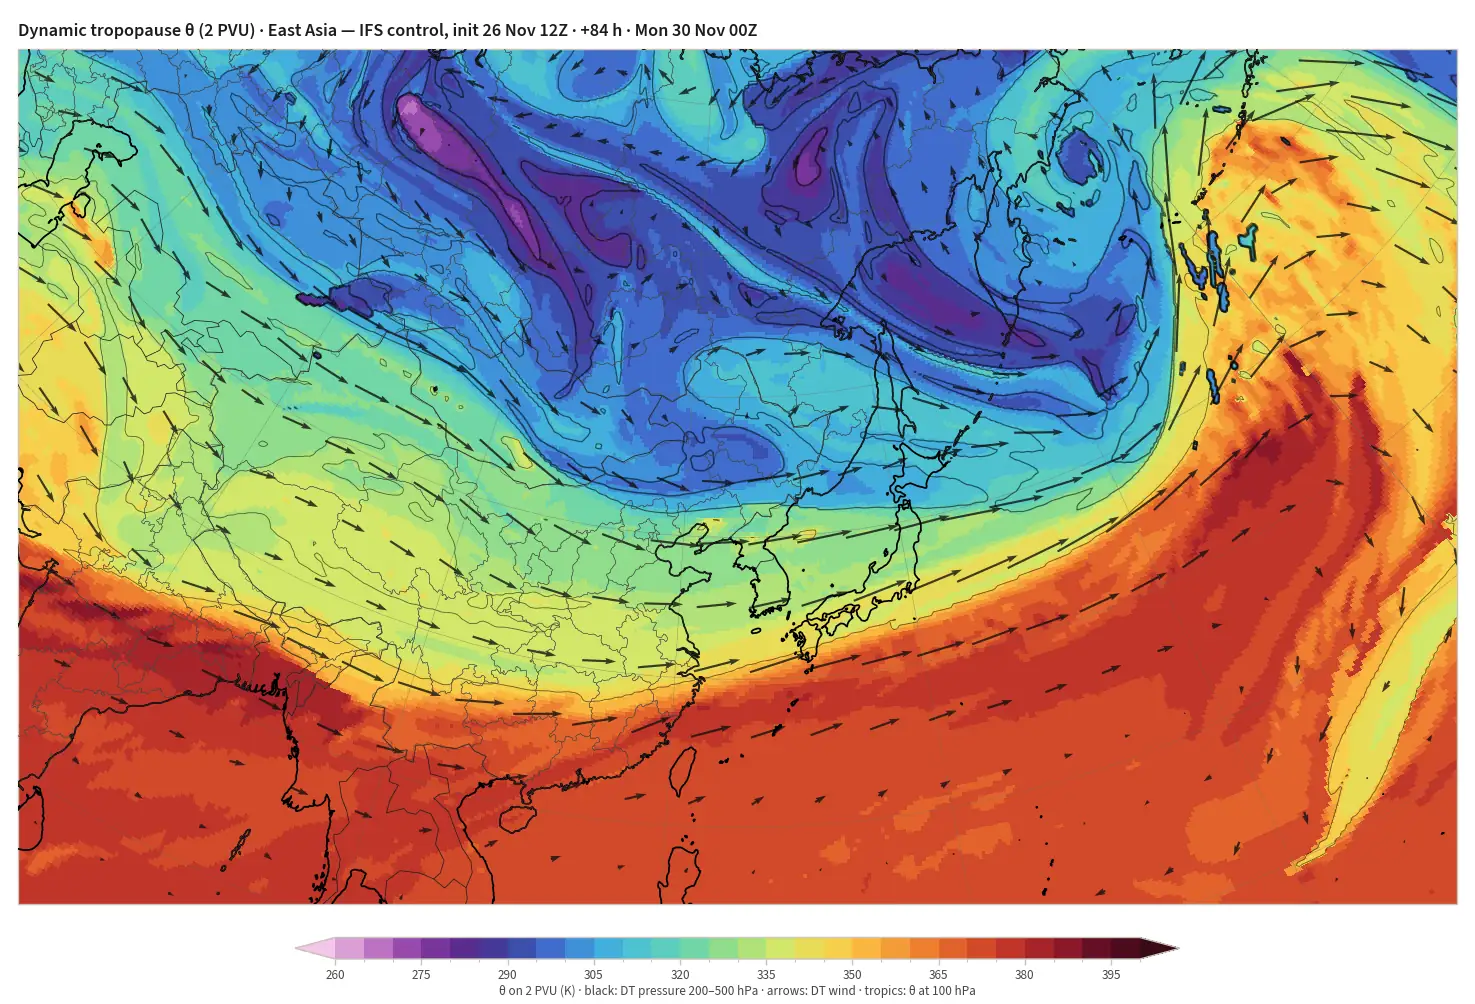 Dynamic tropopause θ (2 PVU) · East Asia — IFS control, init 26 Nov 12Z · +84 h · Mon 30 Nov 00Z
260 275 290 305 320 335 350 365 380 395
θ on 2 PVU (K) · black: DT pressure 200–500 hPa · arrows: DT wind · tropics: θ at 100 hPa